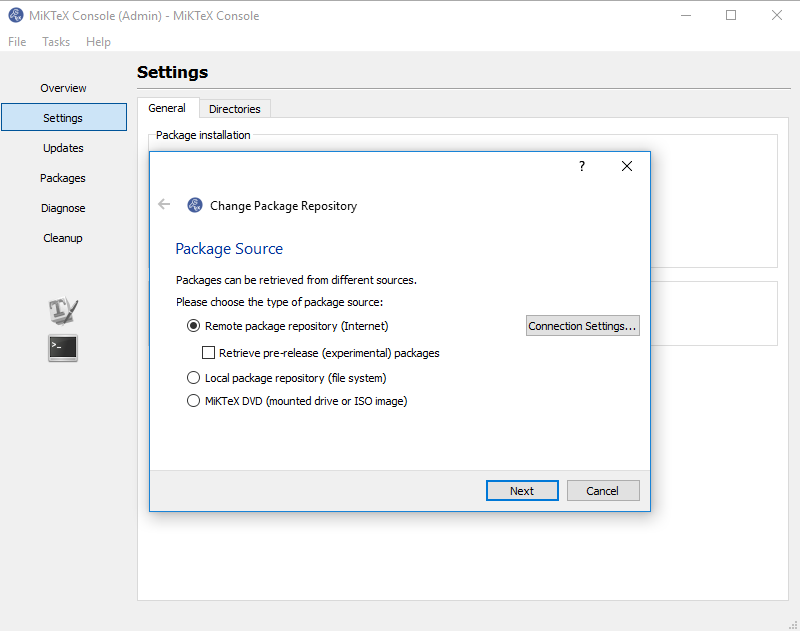 MiKTeX Console (Admin) - MiKTeX Console
File Tasks Help
Overview
Settings
Updates
Packages
Diagnose
Cleanup
Settings
General Directories
Package installation
?
Change Package Repository
Package Source
Packages can be retrieved from different sources.
Please choose the type of package source:
Remote package repository (Internet)
Connection Settings...
Retrieve pre-release (experimental) packages
Local package repository (file system)
MiKTeX DVD (mounted drive or ISO image)
Next Cancel